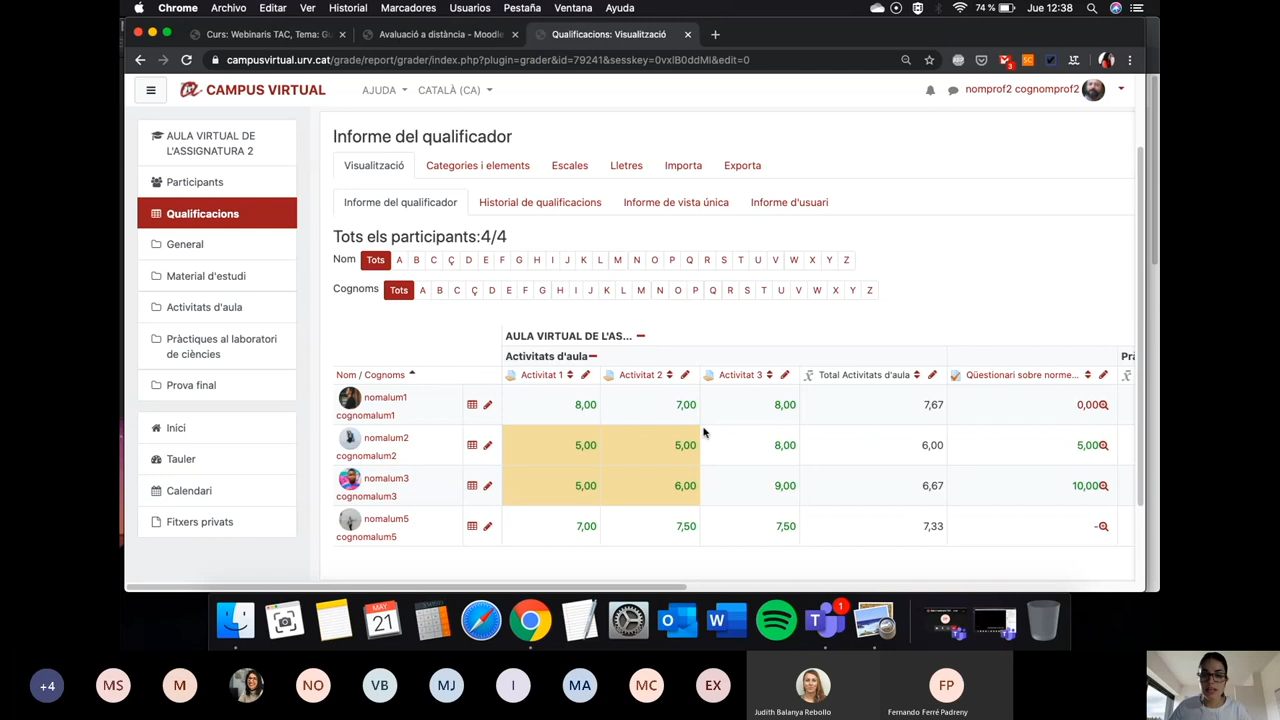 Chrome Archivo Editar Ver Historial Marcadores Usuarios Pestaña Ventana Ayuda 74 % Jue 12:38
Curs: Webinaris TAC, Tema: Gu × Avaluació a distància - Moodle × Qualificacions: Visualització × +
campusvirtual.urv.cat/grade/report/grader/index.php?plugin=grader&id=79241&sesskey=0vxlB0ddMl&edit=0
CAMPUS VIRTUAL AJUDA CATALÀ (CA) nomprof2 cognomprof2
AULA VIRTUAL DE
L'ASSIGNATURA 2
Participants
Qualificacions
General
Material d'estudi
Activitats d'aula
Pràctiques al laboratori
de ciències
Prova final
Inici
Tauler
Calendari
Fitxers privats
Informe del qualificador
Visualització Categories i elements Escales Lletres Importa Exporta
Informe del qualificador Historial de qualificacions Informe de vista única Informe d'usuari
Tots els participants:4/4
Nom Tots A B C Ç D E F G H I J K L M N O P Q R S T U V W X Y Z
Cognoms Tots A B C Ç D E F G H I J K L M N O P Q R S T U V W X Y Z
AULA VIRTUAL DE L'AS...
Activitats d'aula Prà
Nom / Cognoms Activitat 1 Activitat 2 Activitat 3 Total Activitats d'aula Qüestionari sobre norme...
nomalum1
cognomalum1 8,00 7,00 8,00 7,67 0,00
nomalum2
cognomalum2 5,00 5,00 8,00 6,00 5,00
nomalum3
cognomalum3 5,00 6,00 9,00 6,67 10,00
nomalum5
cognomalum5 7,00 7,50 7,50 7,33 -
MAY
21
1
+4 MS M NO VB MJ I MA MC EX FP
Judith Balanya Rebollo Fernando Ferré Padreny